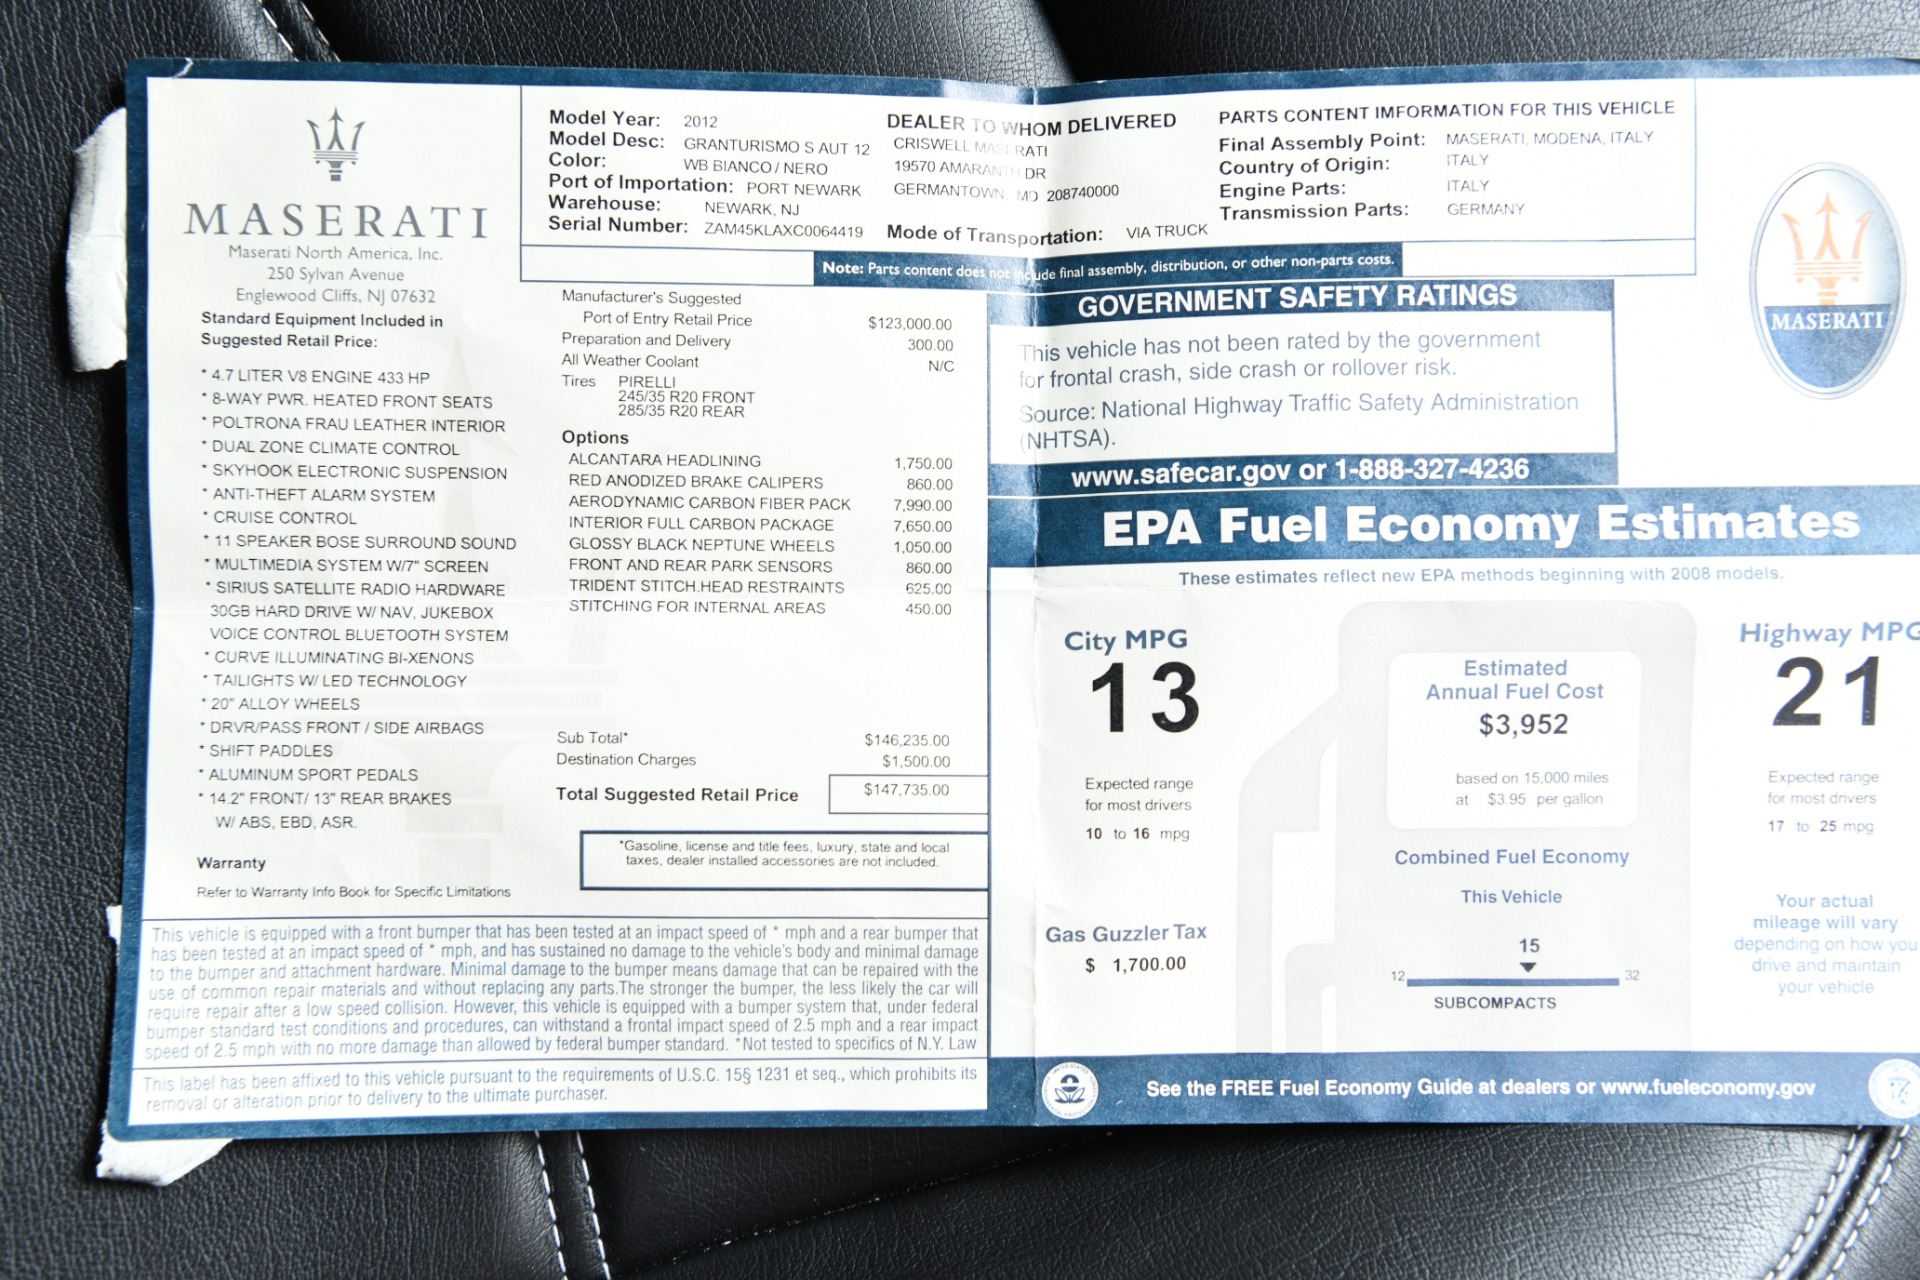 MASERATI
Maserati North America, Inc.
250 Sylvan Avenue
Englewood Cliffs, NJ 07632
Standard Equipment Included in
Suggested Retail Price:
* 4.7 LITER V8 ENGINE 433 HP
* 8-WAY PWR. HEATED FRONT SEATS
* POLTRONA FRAU LEATHER INTERIOR
* DUAL ZONE CLIMATE CONTROL
* SKYHOOK ELECTRONIC SUSPENSION
* ANTI-THEFT ALARM SYSTEM
* CRUISE CONTROL
* 11 SPEAKER BOSE SURROUND SOUND
* MULTIMEDIA SYSTEM W/7" SCREEN
* SIRIUS SATELLITE RADIO HARDWARE
30GB HARD DRIVE W/ NAV, JUKEBOX
VOICE CONTROL BLUETOOTH SYSTEM
* CURVE ILLUMINATING BI-XENONS
* TAILIGHTS W/ LED TECHNOLOGY
* 20" ALLOY WHEELS
* DRVR/PASS FRONT / SIDE AIRBAGS
* SHIFT PADDLES
* ALUMINUM SPORT PEDALS
* 14.2" FRONT/ 13" REAR BRAKES
W/ ABS, EBD, ASR.
Warranty
Refer to Warranty Info Book for Specific Limitations
Model Year: 2012
Model Desc: GRANTURISMO S AUT 12
Color: WB BIANCO / NERO
Port of Importation: PORT NEWARK
Warehouse: NEWARK, NJ
Serial Number: ZAM45KLAXC0064419
DEALER TO WHOM DELIVERED
CRISWELL MASERATI
19570 AMARANTH DR
GERMANTOWN, MD 208740000
Mode of Transportation: VIA TRUCK
PARTS CONTENT IMFORMATION FOR THIS VEHICLE
Final Assembly Point: MASERATI, MODENA, ITALY
Country of Origin: ITALY
Engine Parts: ITALY
Transmission Parts: GERMANY
Note: Parts content does not include final assembly, distribution, or other non-parts costs.
MASERATI
Manufacturer's Suggested
Port of Entry Retail Price $123,000.00
Preparation and Delivery 300.00
All Weather Coolant N/C
Tires PIRELLI
245/35 R20 FRONT
285/35 R20 REAR
Options
ALCANTARA HEADLINING 1,750.00
RED ANODIZED BRAKE CALIPERS 860.00
AERODYNAMIC CARBON FIBER PACK 7,990.00
INTERIOR FULL CARBON PACKAGE 7,650.00
GLOSSY BLACK NEPTUNE WHEELS 1,050.00
FRONT AND REAR PARK SENSORS 860.00
TRIDENT STITCH.HEAD RESTRAINTS 625.00
STITCHING FOR INTERNAL AREAS 450.00
Sub Total* $146,235.00
Destination Charges $1,500.00
Total Suggested Retail Price $147,735.00
*Gasoline, license and title fees, luxury, state and local
taxes, dealer installed accessories are not included.
This vehicle is equipped with a front bumper that has been tested at an impact speed of * mph and a rear bumper that
has been tested at an impact speed of * mph, and has sustained no damage to the vehicle's body and minimal damage
to the bumper and attachment hardware. Minimal damage to the bumper means damage that can be repaired with the
use of common repair materials and without replacing any parts.The stronger the bumper, the less likely the car will
require repair after a low speed collision. However, this vehicle is equipped with a bumper system that, under federal
bumper standard test conditions and procedures, can withstand a frontal impact speed of 2.5 mph and a rear impact
speed of 2.5 mph with no more damage than allowed by federal bumper standard. *Not tested to specifics of N.Y. Law
This label has been affixed to this vehicle pursuant to the requirements of U.S.C. 15§ 1231 et seq., which prohibits its
removal or alteration prior to delivery to the ultimate purchaser.
GOVERNMENT SAFETY RATINGS
This vehicle has not been rated by the government
for frontal crash, side crash or rollover risk.
Source: National Highway Traffic Safety Administration
(NHTSA).
www.safecar.gov or 1-888-327-4236
EPA Fuel Economy Estimates
These estimates reflect new EPA methods beginning with 2008 models.
City MPG
13
Expected range
for most drivers
10 to 16 mpg
Gas Guzzler Tax
$ 1,700.00
Estimated
Annual Fuel Cost
$3,952
based on 15,000 miles
at $3.95 per gallon
Combined Fuel Economy
This Vehicle
15
12 32
SUBCOMPACTS
Highway MPG
21
Expected range
for most drivers
17 to 25 mpg
Your actual
mileage will vary
depending on how you
drive and maintain
your vehicle
See the FREE Fuel Economy Guide at dealers or www.fueleconomy.gov